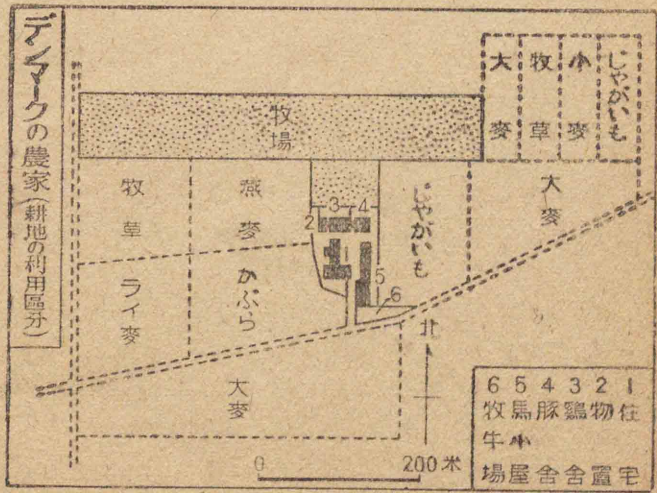 デンマークの農家(耕地の利用區分)
牧場
大麥
牧草
小麥
じゃがいも
牧草
燕麥
じゃがいも
大麥
ライ麥
かぶら
大麥
2
3
4
5
6
北
0 200米
1 住宅
2 物置
3 鷄舍
4 豚舍
5 馬小屋
6 牧牛場